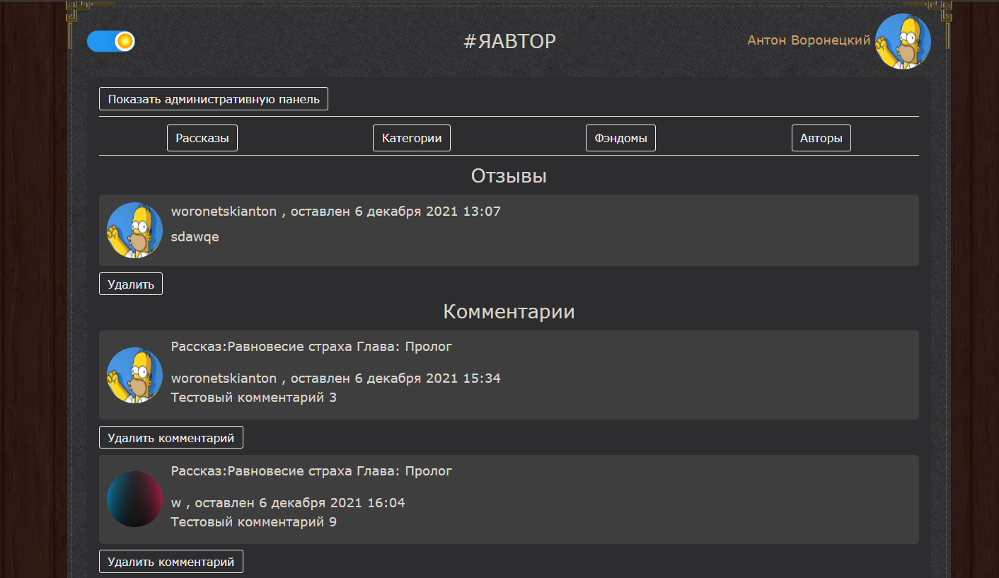 #ЯАВТОР
Антон Воронецкий
Показать административную панель
Рассказы Категории Фэндомы Авторы
Отзывы
woronetskianton , оставлен 6 декабря 2021 13:07
sdawqe
Удалить
Комментарии
Рассказ:Равновесие страха Глава: Пролог
woronetskianton , оставлен 6 декабря 2021 15:34
Тестовый комментарий 3
Удалить комментарий
Рассказ:Равновесие страха Глава: Пролог
w , оставлен 6 декабря 2021 16:04
Тестовый комментарий 9
Удалить комментарий